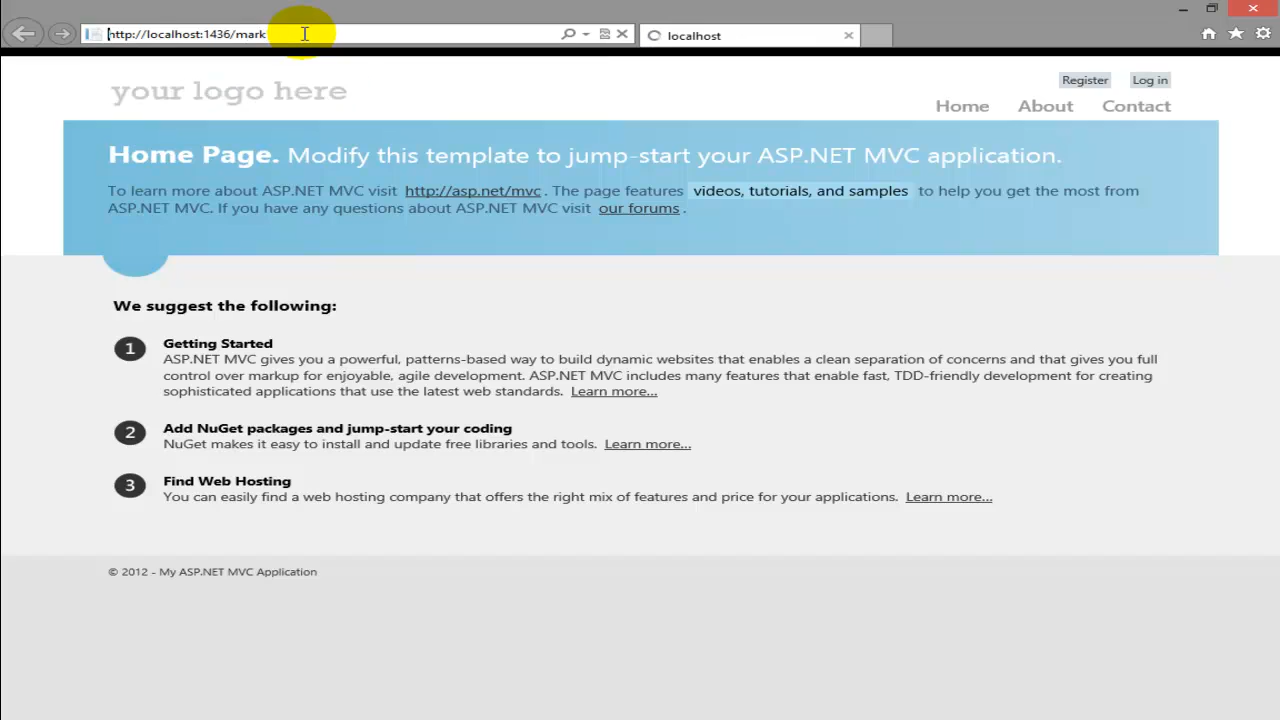 http://localhost:1436/mark
localhost
your logo here
Register Log in
Home About Contact
Home Page. Modify this template to jump-start your ASP.NET MVC application.
To learn more about ASP.NET MVC visit http://asp.net/mvc . The page features videos, tutorials, and samples to help you get the most from
ASP.NET MVC. If you have any questions about ASP.NET MVC visit our forums .
We suggest the following:
1 Getting Started
ASP.NET MVC gives you a powerful, patterns-based way to build dynamic websites that enables a clean separation of concerns and that gives you full
control over markup for enjoyable, agile development. ASP.NET MVC includes many features that enable fast, TDD-friendly development for creating
sophisticated applications that use the latest web standards. Learn more...
2 Add NuGet packages and jump-start your coding
NuGet makes it easy to install and update free libraries and tools. Learn more...
3 Find Web Hosting
You can easily find a web hosting company that offers the right mix of features and price for your applications. Learn more...
© 2012 - My ASP.NET MVC Application